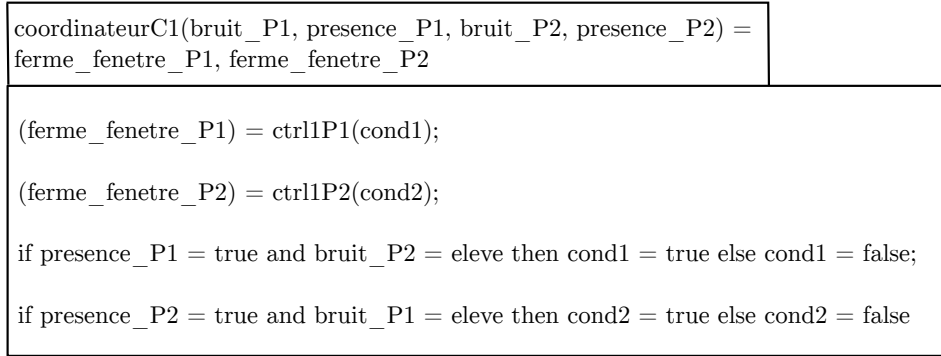 coordinateurC1(bruit_P1, presence_P1, bruit_P2, presence_P2) =
ferme_fenetre_P1, ferme_fenetre_P2
(ferme_fenetre_P1) = ctrl1P1(cond1);
(ferme_fenetre_P2) = ctrl1P2(cond2);
if presence_P1 = true and bruit_P2 = eleve then cond1 = true else cond1 = false;
if presence_P2 = true and bruit_P1 = eleve then cond2 = true else cond2 = false